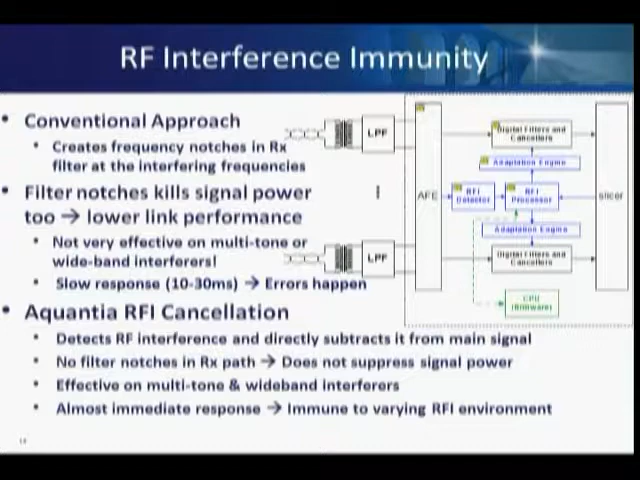 RF Interference Immunity
• Conventional Approach
• Creates frequency notches in Rx
filter at the interfering frequencies
• Filter notches kills signal power
too → lower link performance
• Not very effective on multi-tone or
wide-band interferers!
• Slow response (10-30ms) → Errors happen
• Aquantia RFI Cancellation
• Detects RF interference and directly subtracts it from main signal
• No filter notches in Rx path → Does not suppress signal power
• Effective on multi-tone & wideband interferers
• Almost immediate response → Immune to varying RFI environment
LPF
LPF
AFE
Digital Filters and
Cancellers
Adaptation Engine
RFI
Detector
RFI
Processor
Adaptation Engine
Digital Filters and
Cancellers
CPU
(firmware)
slicer